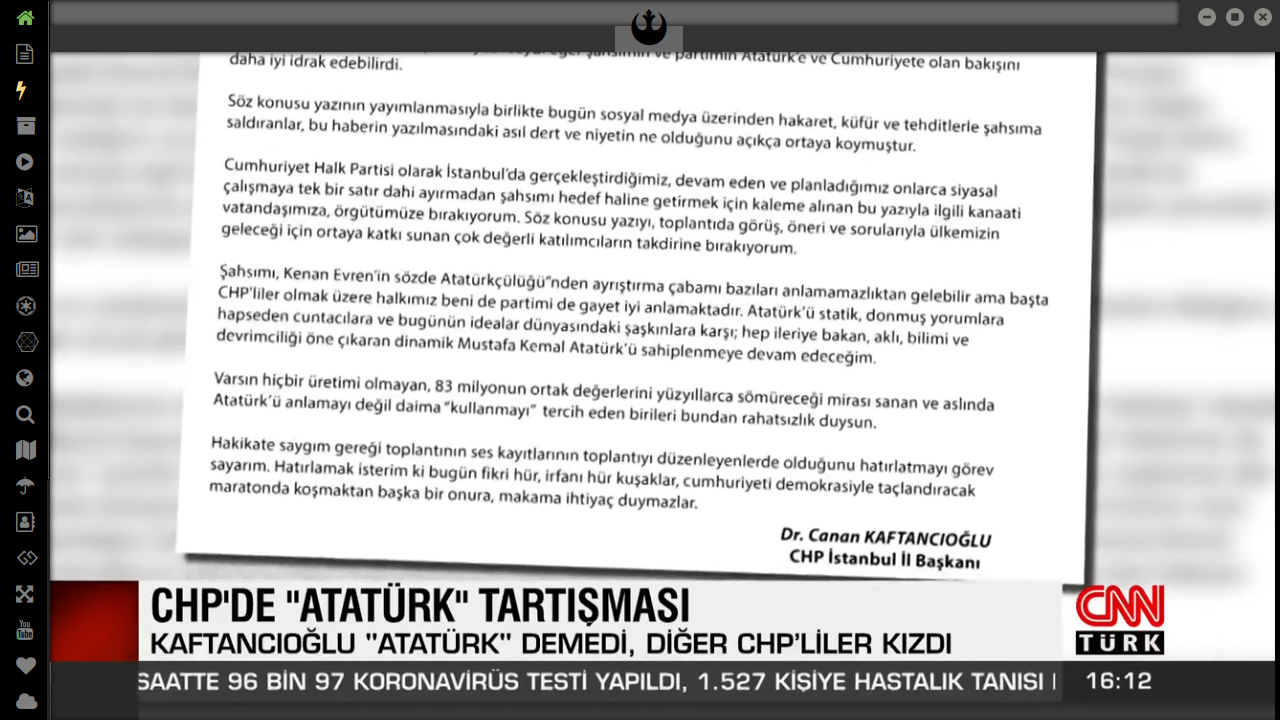 şahsımın ve partimin Atatürk'e ve Cumhuriyete olan bakışını
daha iyi idrak edebilirdi.
Söz konusu yazının yayımlanmasıyla birlikte bugün sosyal medya üzerinden hakaret, küfür ve tehditlerle şahsıma
saldıranlar, bu haberin yazılmasındaki asıl dert ve niyetin ne olduğunu açıkça ortaya koymuştur.
Cumhuriyet Halk Partisi olarak İstanbul'da gerçekleştirdiğimiz, devam eden ve planladığımız onlarca siyasal
çalışmaya tek bir satır dahi ayırmadan şahsımı hedef haline getirmek için kaleme alınan bu yazıyla ilgili kanaati
vatandaşımıza, örgütümüze bırakıyorum. Söz konusu yazıyı, toplantıda görüş, öneri ve sorularıyla ülkemizin
geleceği için ortaya katkı sunan çok değerli katılımcıların takdirine bırakıyorum.
Şahsımı, Kenan Evren'in sözde Atatürkçülüğü"nden ayrıştırma çabamı bazıları anlamamazlıktan gelebilir ama başta
CHP'liler olmak üzere halkımız beni de partimi de gayet iyi anlamaktadır. Atatürk'ü statik, donmuş yorumlara
hapseden cuntacılara ve bugünün idealar dünyasındaki şaşkınlara karşı; hep ileriye bakan, aklı, bilimi ve
devrimciliği öne çıkaran dinamik Mustafa Kemal Atatürk'ü sahiplenmeye devam edeceğim.
Varsın hiçbir üretimi olmayan, 83 milyonun ortak değerlerini yüzyıllarca sömüreceği mirası sanan ve aslında
Atatürk'ü anlamayı değil daima "kullanmayı" tercih eden birileri bundan rahatsızlık duysun.
Hakikate saygım gereği toplantının ses kayıtlarının toplantıyı düzenleyenlerde olduğunu hatırlatmayı görev
sayarım. Hatırlamak isterim ki bugün fikri hür, irfanı hür kuşaklar, cumhuriyeti demokrasiyle taçlandıracak
maratonda koşmaktan başka bir onura, makama ihtiyaç duymazlar.
Dr. Canan KAFTANCIOĞLU
CHP İstanbul İl Başkanı
CHP'DE "ATATÜRK" TARTIŞMASI
KAFTANCIOĞLU "ATATÜRK" DEMEDİ, DİĞER CHP'LİLER KIZDI
CNN
TÜRK
SAATTE 96 BİN 97 KORONAVİRÜS TESTİ YAPILDI, 1.527 KİŞİYE HASTALIK TANISI
16:12
You
Tube